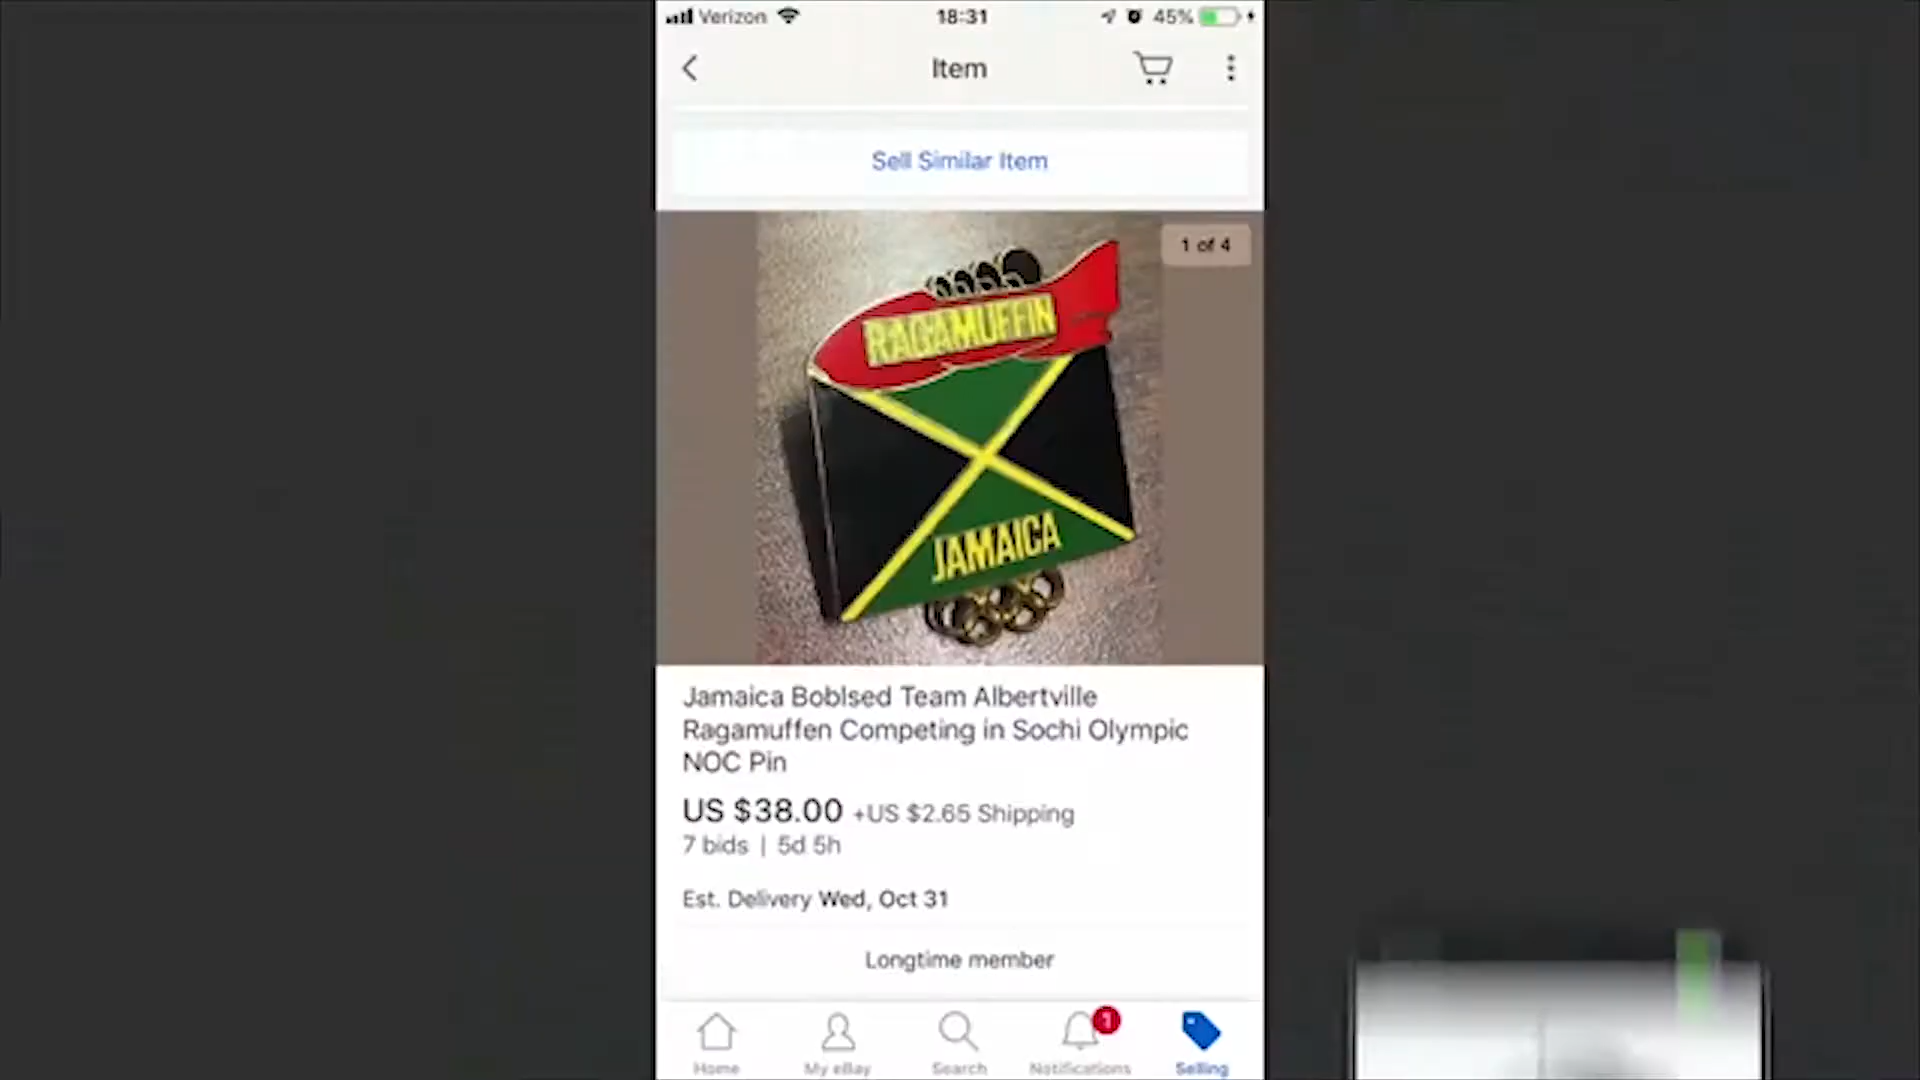 Verizon 18:31 45%
Item
Sell Similar Item
1 of 4
RAGAMUFFIN
JAMAICA
Jamaica Boblsed Team Albertville
Ragamuffen Competing in Sochi Olympic
NOC Pin
US $38.00 +US $2.65 Shipping
7 bids | 5d 5h
Est. Delivery Wed, Oct 31
Longtime member
1
Home My eBay Search Notifications Selling